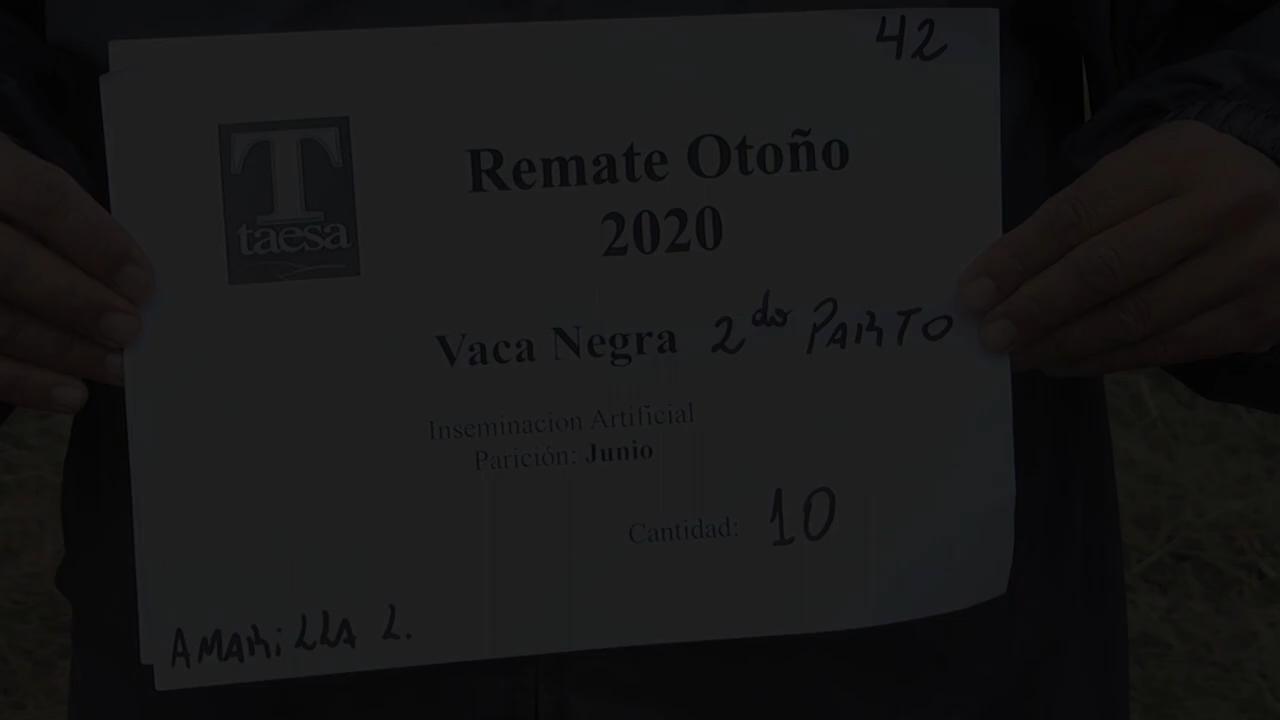 42
T
taesa
Remate Otoño
2020
Vaca Negra 2do PARTO
Inseminacion Artificial
Parición: Junio
Cantidad: 10
AMARILLA L.